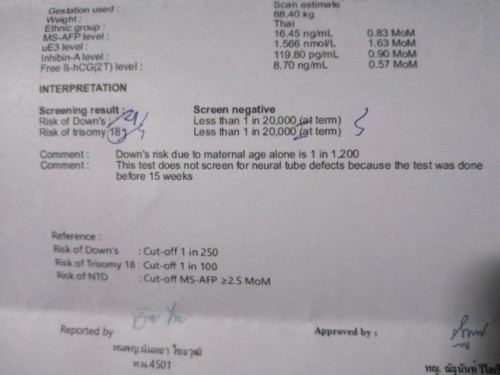 Gestation used : Scan estimate
Weight : 88.40 kg
Ethnic group : Thai
MS-AFP level : 16.45 ng/mL 0.83 MoM
uE3 level : 1.566 nmol/L 1.63 MoM
Inhibin-A level : 119.80 pg/mL 0.90 MoM
Free ß-hCG(2T) level : 8.70 ng/mL 0.57 MoM
INTERPRETATION
Screening result : Screen negative
Risk of Down's : Less than 1 in 20,000 (at term)
Risk of trisomy 18 : Less than 1 in 20,000 (at term)
Comment : Down's risk due to maternal age alone is 1 in 1,200
Comment : This test does not screen for neural tube defects because the test was done
before 15 weeks
Reference :
Risk of Down's : Cut-off 1 in 250
Risk of Trisomy 18 : Cut-off 1 in 100
Risk of NTD : Cut-off MS-AFP ≥2.5 MoM
Reported by Approved by :
ท.น.4501